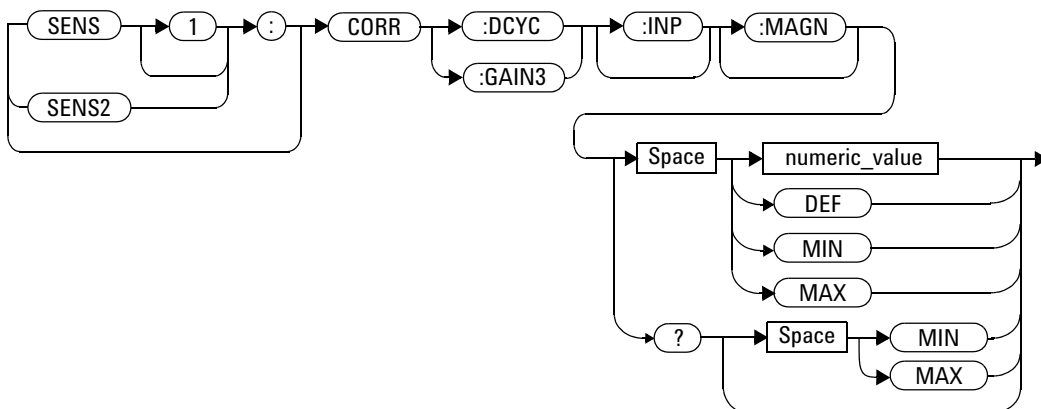 SENS
1
:
CORR
:DCYC
:INP
:MAGN
SENS2
:GAIN3
Space
numeric_value
DEF
MIN
MAX
?
Space
MIN
MAX